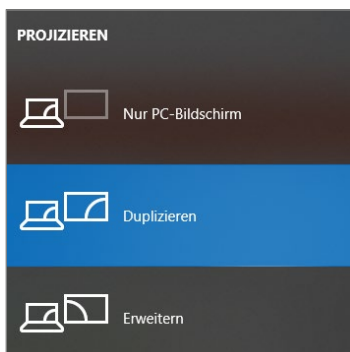 PROJIZIEREN
Nur PC-Bildschirm
Duplizieren
Erweitern